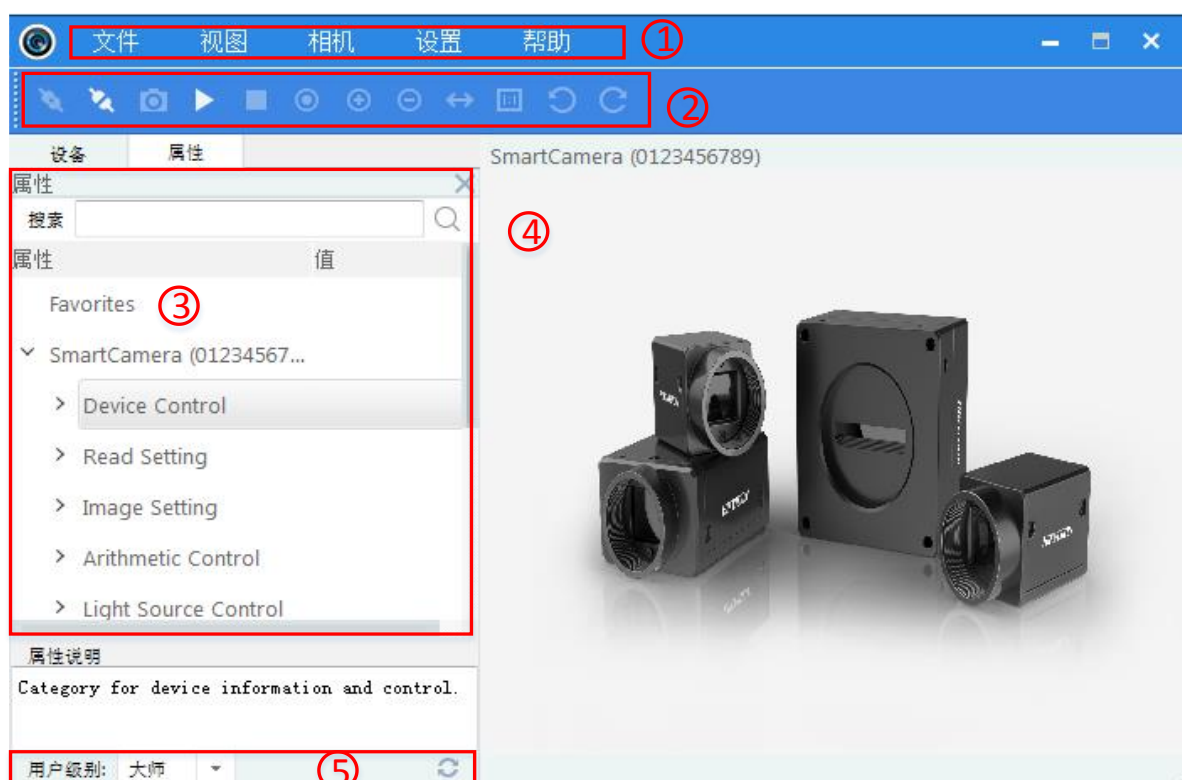 文件 视图 相机 设置 帮助 ①
1:1 ②
设备 属性
SmartCamera (0123456789)
属性
搜索
④
属性 值
Favorites ③
SmartCamera (01234567...
Device Control
Read Setting
Image Setting
Arithmetic Control
Light Source Control
属性说明
Category for device information and control.
用户级别: 大师 ⑤